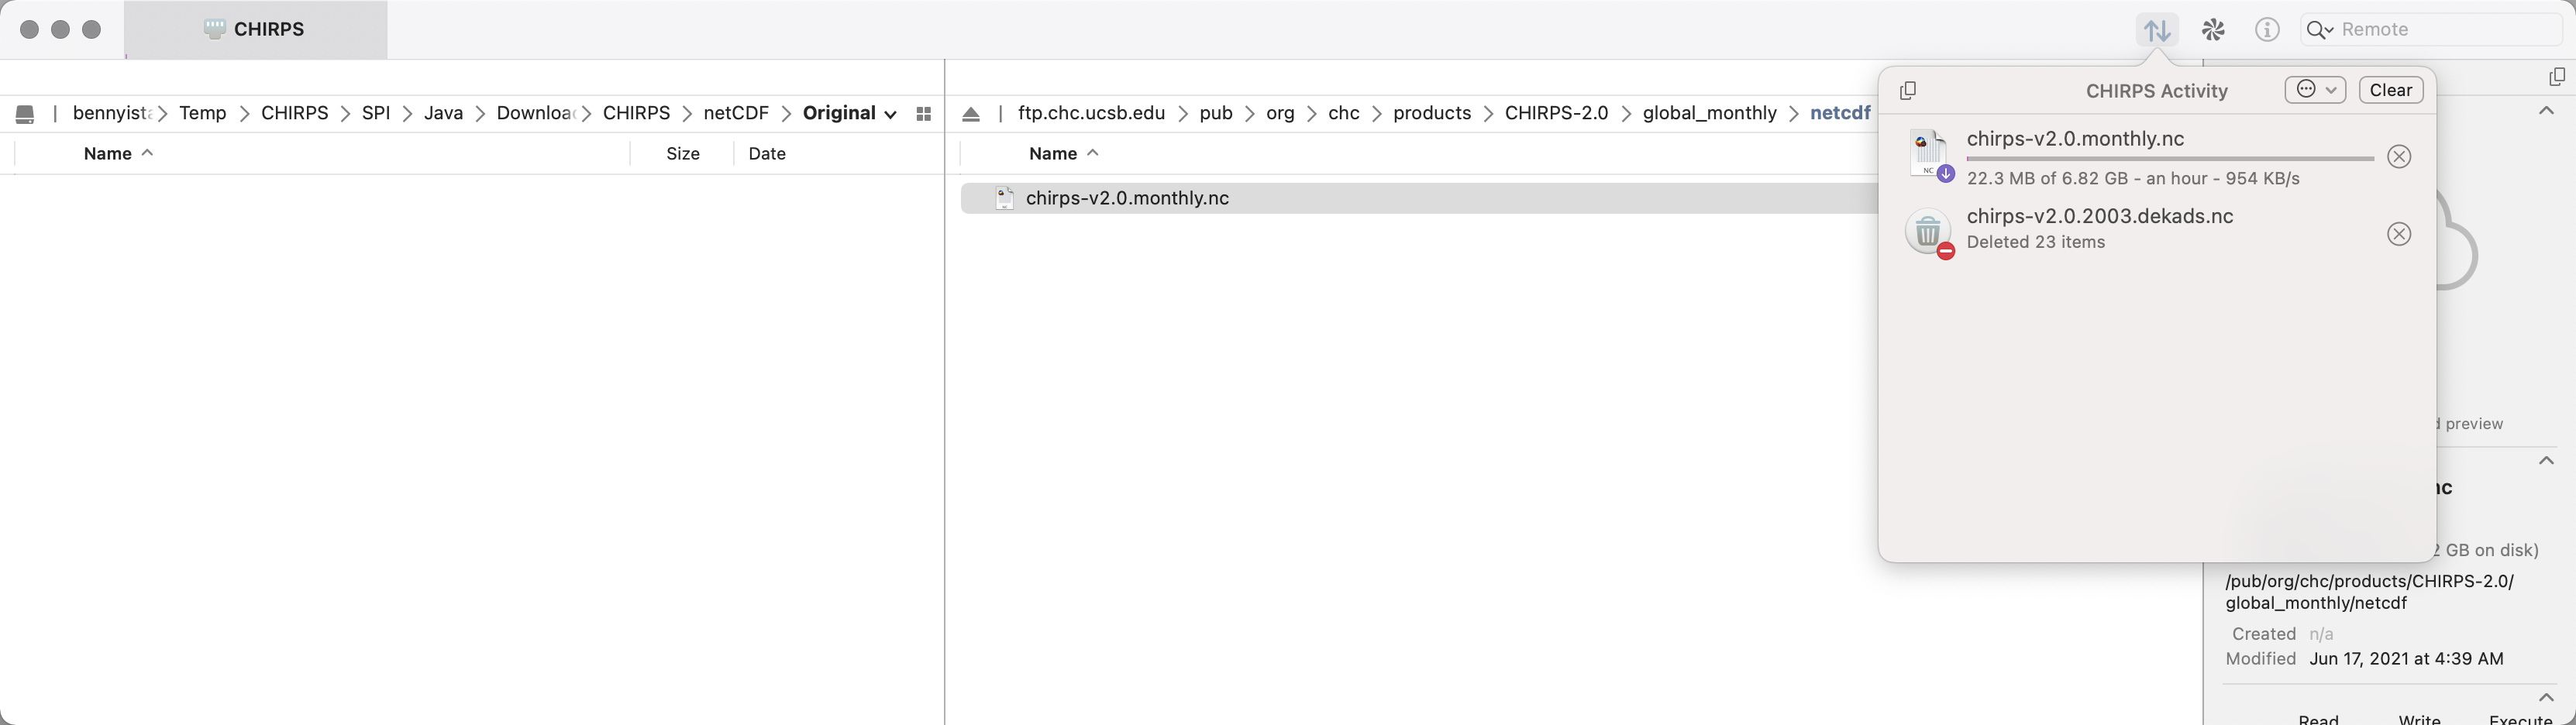 CHIRPS
Remote
bennyista Temp CHIRPS SPI Java Downloa CHIRPS netCDF Original
Name Size Date
ftp.chc.ucsb.edu pub org chc products CHIRPS-2.0 global_monthly netcdf
Name
chirps-v2.0.monthly.nc
CHIRPS Activity
Clear
chirps-v2.0.monthly.nc
NC
22.3 MB of 6.82 GB - an hour - 954 KB/s
chirps-v2.0.2003.dekads.nc
Deleted 23 items
preview
nc
2 GB on disk)
/pub/org/chc/products/CHIRPS-2.0/
global_monthly/netcdf
Created n/a
Modified Jun 17, 2021 at 4:39 AM
Read Write Execute